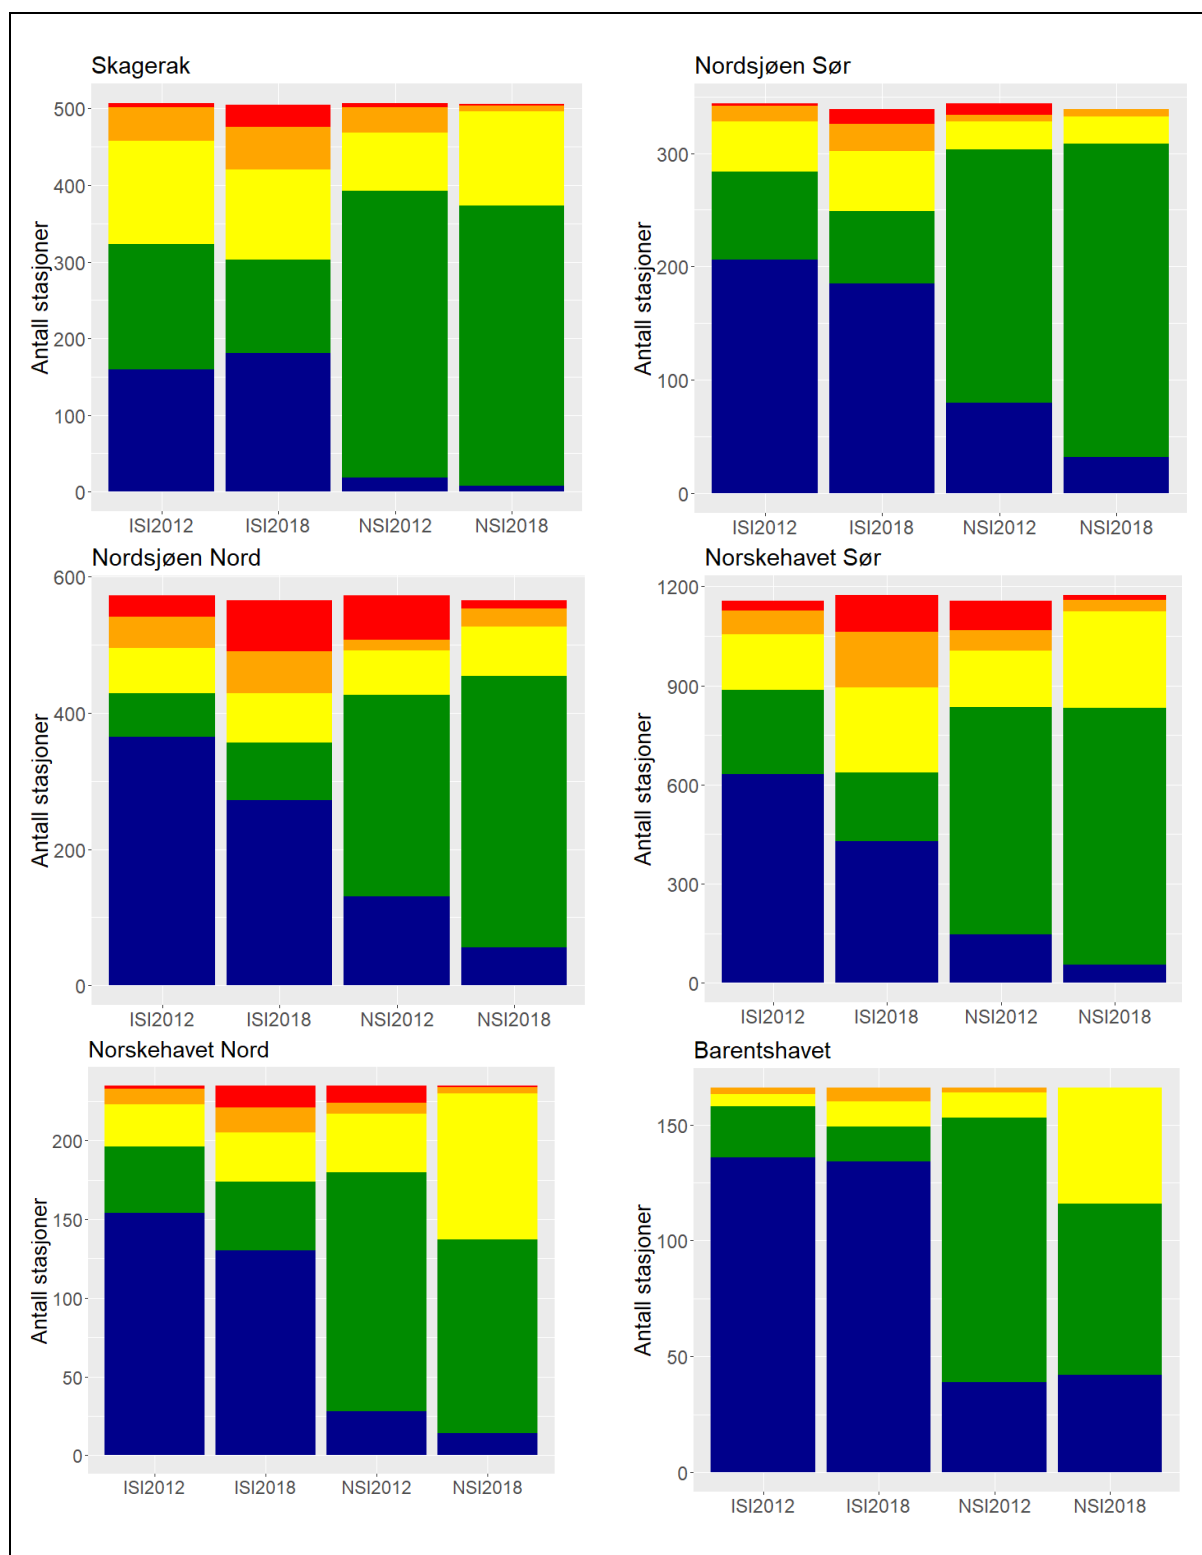 Skagerak
Antall stasjoner
500
400
300
200
100
0
ISI2012 ISI2018 NSI2012 NSI2018
Nordsjøen Sør
Antall stasjoner
300
200
100
0
ISI2012 ISI2018 NSI2012 NSI2018
Nordsjøen Nord
Antall stasjoner
600
400
200
0
ISI2012 ISI2018 NSI2012 NSI2018
Norskehavet Sør
Antall stasjoner
1200
900
600
300
0
ISI2012 ISI2018 NSI2012 NSI2018
Norskehavet Nord
Antall stasjoner
200
150
100
50
0
ISI2012 ISI2018 NSI2012 NSI2018
Barentshavet
Antall stasjoner
150
100
50
0
ISI2012 ISI2018 NSI2012 NSI2018